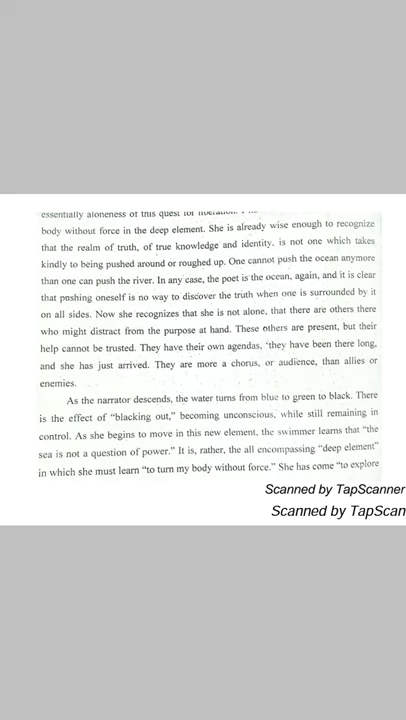 essentially aloneness of this quest for liberation.
body without force in the deep element. She is already wise enough to recognize
that the realm of truth, of true knowledge and identity, is not one which takes
kindly to being pushed around or roughed up. One cannot push the ocean anymore
than one can push the river. In any case, the poet is the ocean, again, and it is clear
that pushing oneself is no way to discover the truth when one is surrounded by it
on all sides. Now she recognizes that she is not alone, that there are others there
who might distract from the purpose at hand. These others are present, but their
help cannot be trusted. They have their own agendas, 'they have been there long,
and she has just arrived. They are more a chorus, or audience, than allies or
enemies.
As the narrator descends, the water turns from blue to green to black. There
is the effect of “blacking out,” becoming unconscious, while still remaining in
control. As she begins to move in this new element, the swimmer learns that “the
sea is not a question of power.” It is, rather, the all encompassing “deep element”
in which she must learn “to turn my body without force.” She has come “to explore
Scanned by TapScanner
Scanned by TapScan